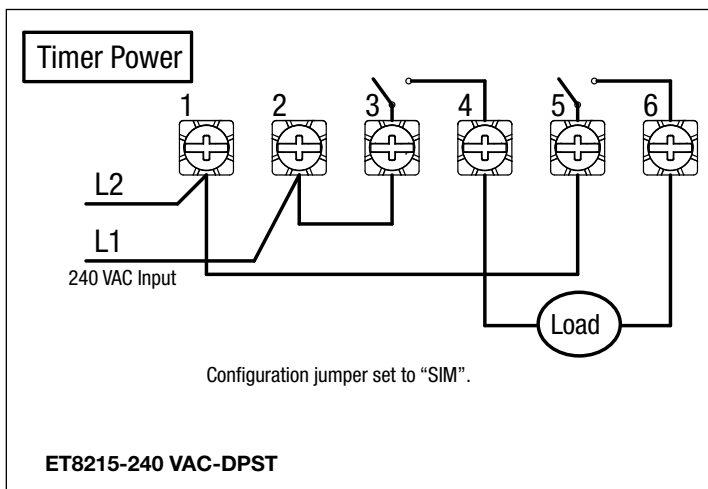 Timer Power
1 2 3 4 5 6
L2
L1
240 VAC Input
Load
Configuration jumper set to “SIM”.
ET8215-240 VAC-DPST